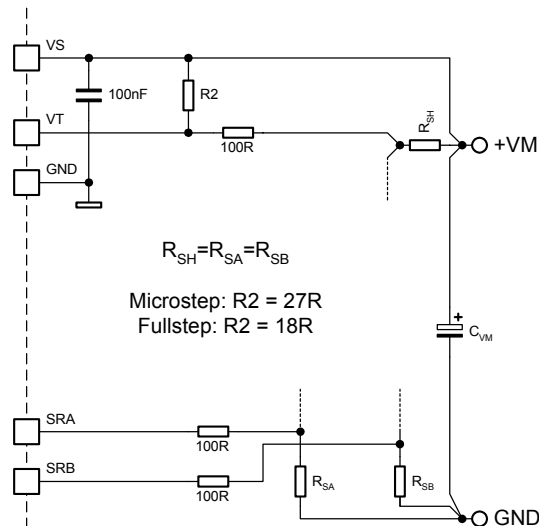 VS
100nF
R2
R_SH
VT
100R
+VM
GND
R_SH=R_SA=R_SB
Microstep: R2 = 27R
Fullstep: R2 = 18R
+
C_VM
SRA
100R
SRB
100R
R_SA
R_SB
GND